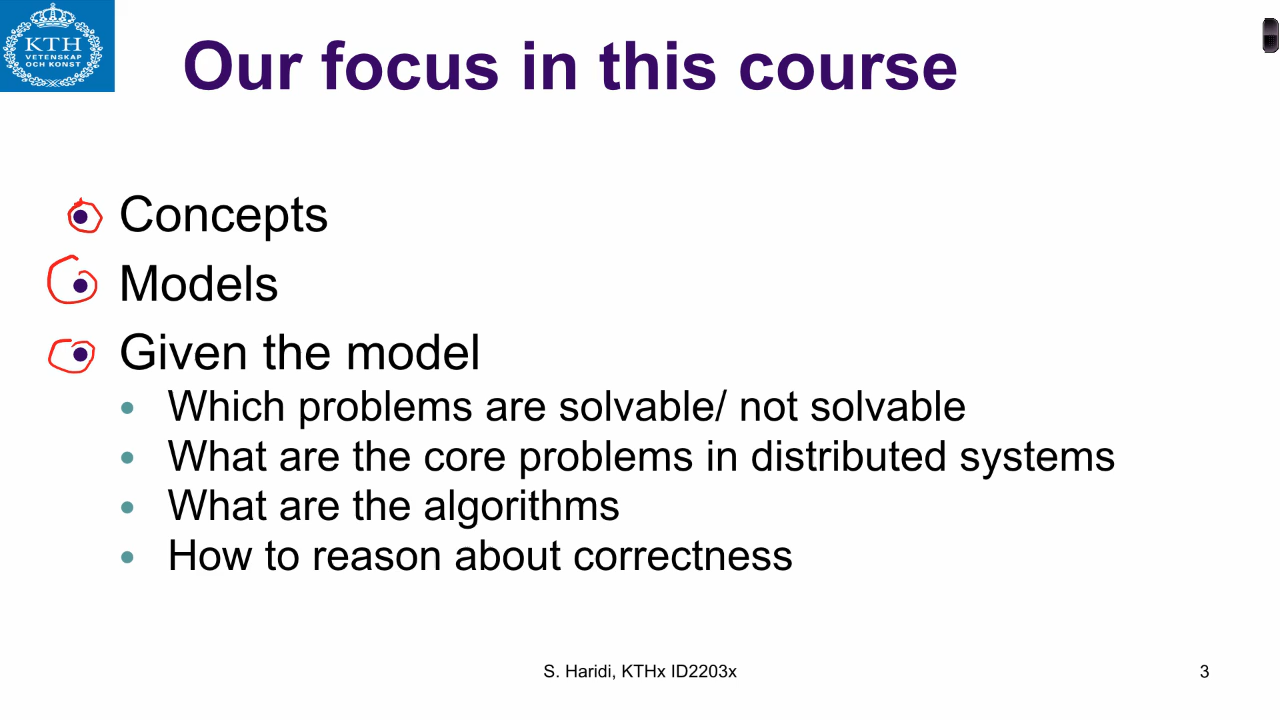 KTH
VETENSKAP
OCH KONST
Our focus in this course
Concepts
Models
Given the model
Which problems are solvable/ not solvable
What are the core problems in distributed systems
What are the algorithms
How to reason about correctness
S. Haridi, KTHx ID2203x
3